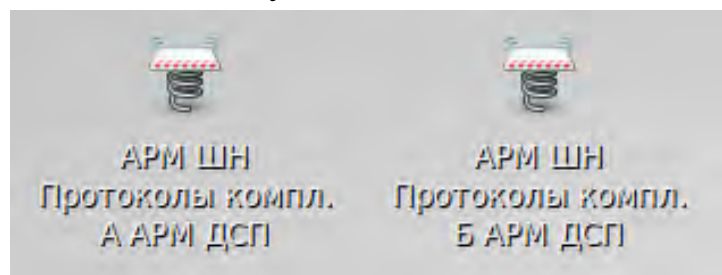 АРМ ШН
Протоколы компл.
А АРМ ДСП
АРМ ШН
Протоколы компл.
Б АРМ ДСП